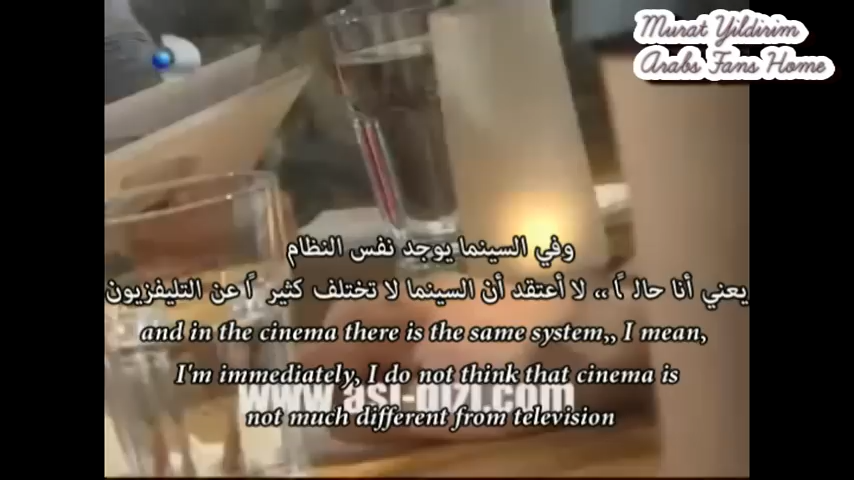 Murat Yildirim
Arabs Fans Home
وفي السينما يوجد نفس النظام
يعني أنا حالـاً ،، لا أعتقد أن السينما لا تختلف كثيراً عن التليفزيون
and in the cinema there is the same system,, I mean,
I'm immediately, I do not think that cinema is
www.asi-dizi.com
not much different from television